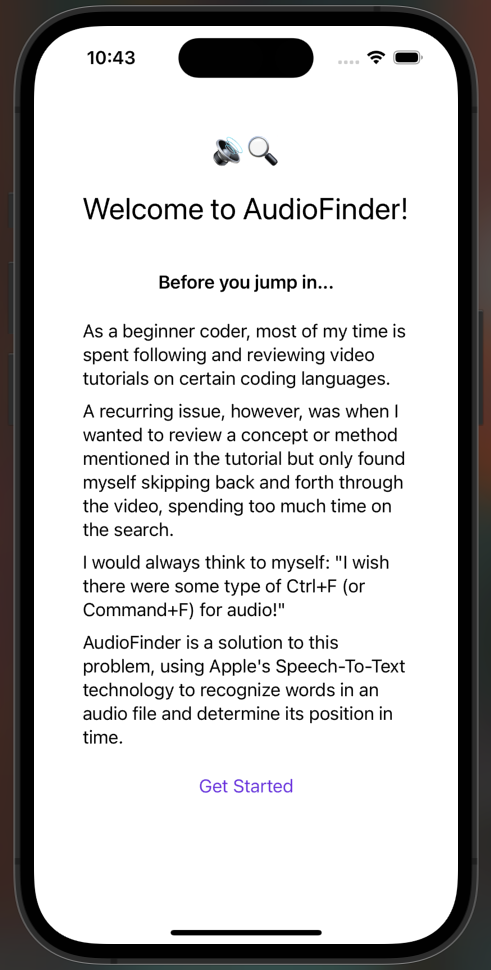 10:43
Welcome to AudioFinder!
Before you jump in...
As a beginner coder, most of my time is
spent following and reviewing video
tutorials on certain coding languages.
A recurring issue, however, was when I
wanted to review a concept or method
mentioned in the tutorial but only found
myself skipping back and forth through
the video, spending too much time on
the search.
I would always think to myself: "I wish
there were some type of Ctrl+F (or
Command+F) for audio!"
AudioFinder is a solution to this
problem, using Apple's Speech-To-Text
technology to recognize words in an
audio file and determine its position in
time.
Get Started